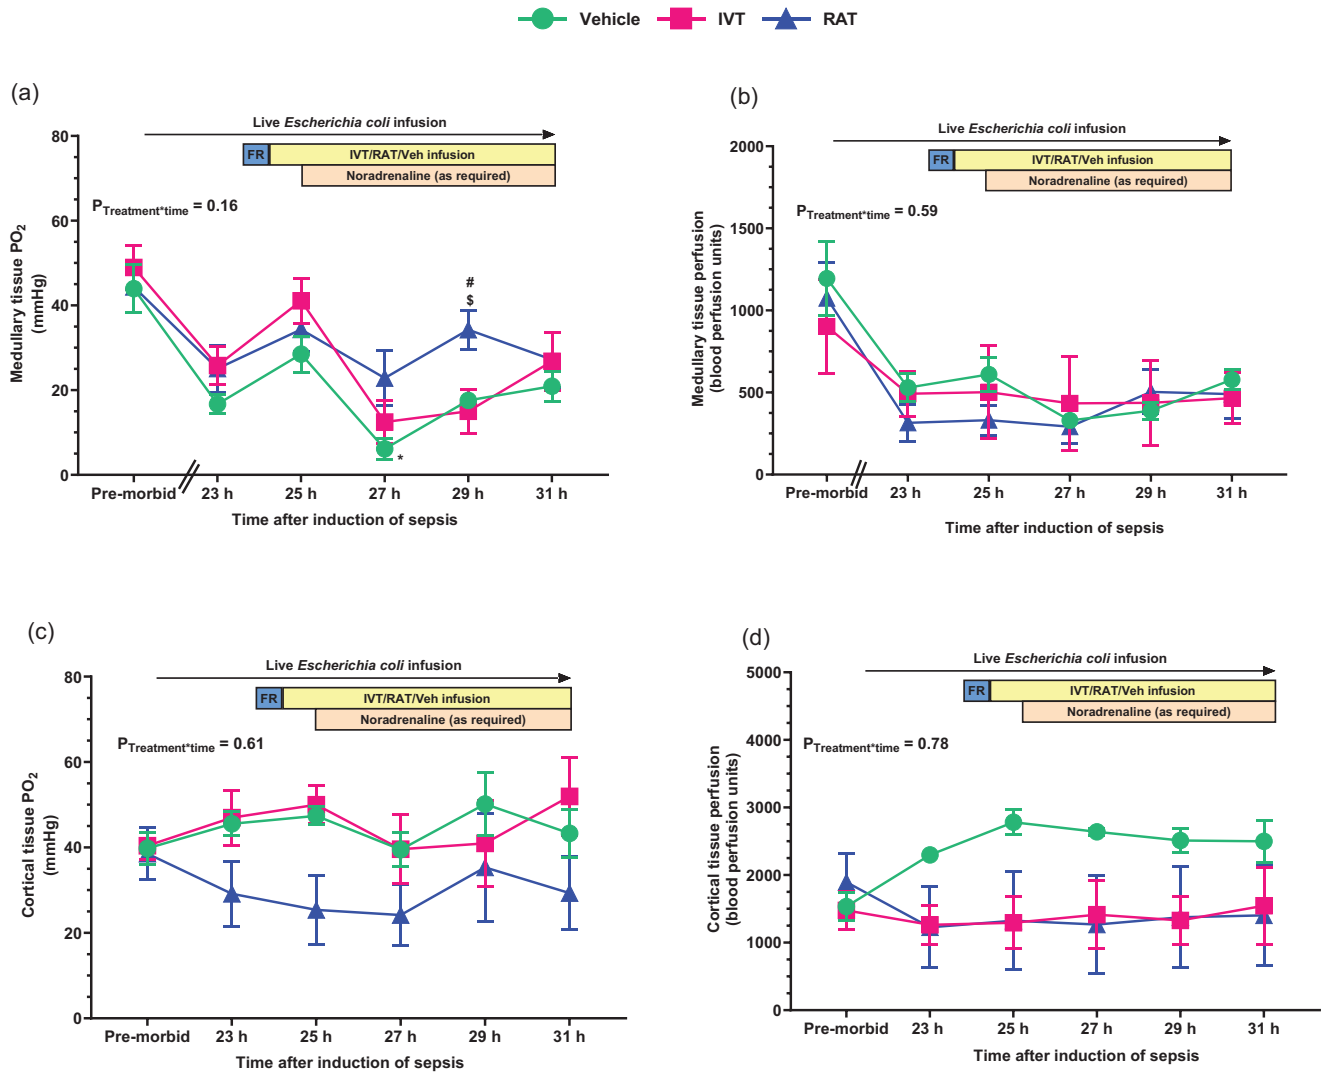 Vehicle IVT RAT
(a)
Live Escherichia coli infusion
FR IVT/RAT/Veh infusion
Noradrenaline (as required)
P_Treatment*time = 0.16
Medullary tissue PO2
(mmHg)
80
60
40
20
0
#
$
*
Pre-morbid 23 h 25 h 27 h 29 h 31 h
Time after induction of sepsis
(b)
Live Escherichia coli infusion
FR IVT/RAT/Veh infusion
Noradrenaline (as required)
P_Treatment*time = 0.59
Medullary tissue perfusion
(blood perfusion units)
2000
1500
1000
500
0
Pre-morbid 23 h 25 h 27 h 29 h 31 h
Time after induction of sepsis
(c)
Live Escherichia coli infusion
FR IVT/RAT/Veh infusion
Noradrenaline (as required)
P_Treatment*time = 0.61
Cortical tissue PO2
(mmHg)
80
60
40
20
0
Pre-morbid 23 h 25 h 27 h 29 h 31 h
Time after induction of sepsis
(d)
Live Escherichia coli infusion
FR IVT/RAT/Veh infusion
Noradrenaline (as required)
P_Treatment*time = 0.78
Cortical tissue perfusion
(blood perfusion units)
5000
4000
3000
2000
1000
0
Pre-morbid 23 h 25 h 27 h 29 h 31 h
Time after induction of sepsis